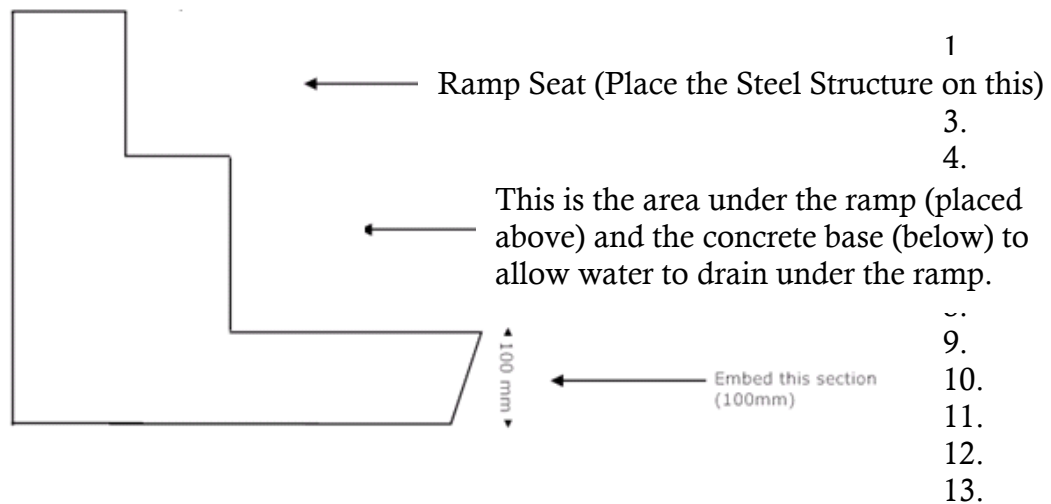 1
Ramp Seat (Place the Steel Structure on this)
3.
4.
This is the area under the ramp (placed
above) and the concrete base (below) to
allow water to drain under the ramp.
9.
100 mm
Embed this section
(100mm)
10.
11.
12.
13.